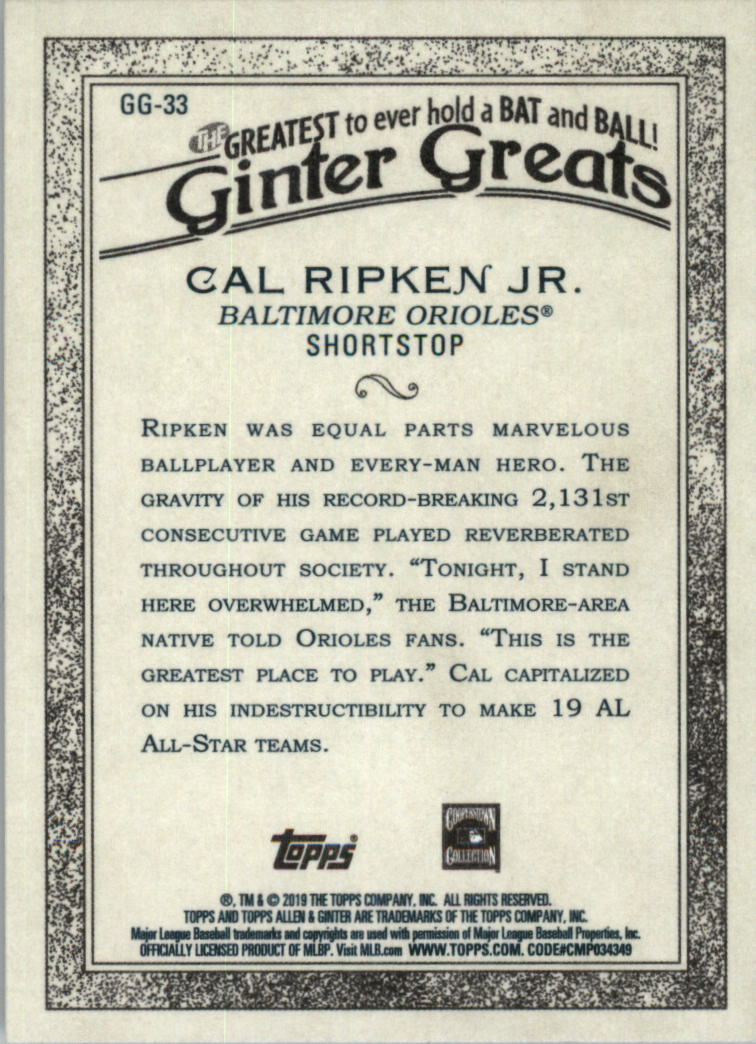 GG-33
THE GREATEST to ever hold a BAT and BALL!
Ginter Greats
CAL RIPKEN JR.
BALTIMORE ORIOLES®
SHORTSTOP
RIPKEN WAS EQUAL PARTS MARVELOUS
BALLPLAYER AND EVERY-MAN HERO. THE
GRAVITY OF HIS RECORD-BREAKING 2,131ST
CONSECUTIVE GAME PLAYED REVERBERATED
THROUGHOUT SOCIETY. “TONIGHT, I STAND
HERE OVERWHELMED,” THE BALTIMORE-AREA
NATIVE TOLD ORIOLES FANS. “THIS IS THE
GREATEST PLACE TO PLAY.” CAL CAPITALIZED
ON HIS INDESTRUCTIBILITY TO MAKE 19 AL
ALL-STAR TEAMS.
topps®
COOPERSTOWN
COLLECTION
®, TM & © 2019 THE TOPPS COMPANY, INC. ALL RIGHTS RESERVED.
TOPPS AND TOPPS ALLEN & GINTER ARE TRADEMARKS OF THE TOPPS COMPANY, INC.
Major League Baseball trademarks and copyrights are used with permission of Major League Baseball Properties, Inc.
OFFICIALLY LICENSED PRODUCT OF MLBP. Visit MLB.com WWW.TOPPS.COM. CODE#CMP034349